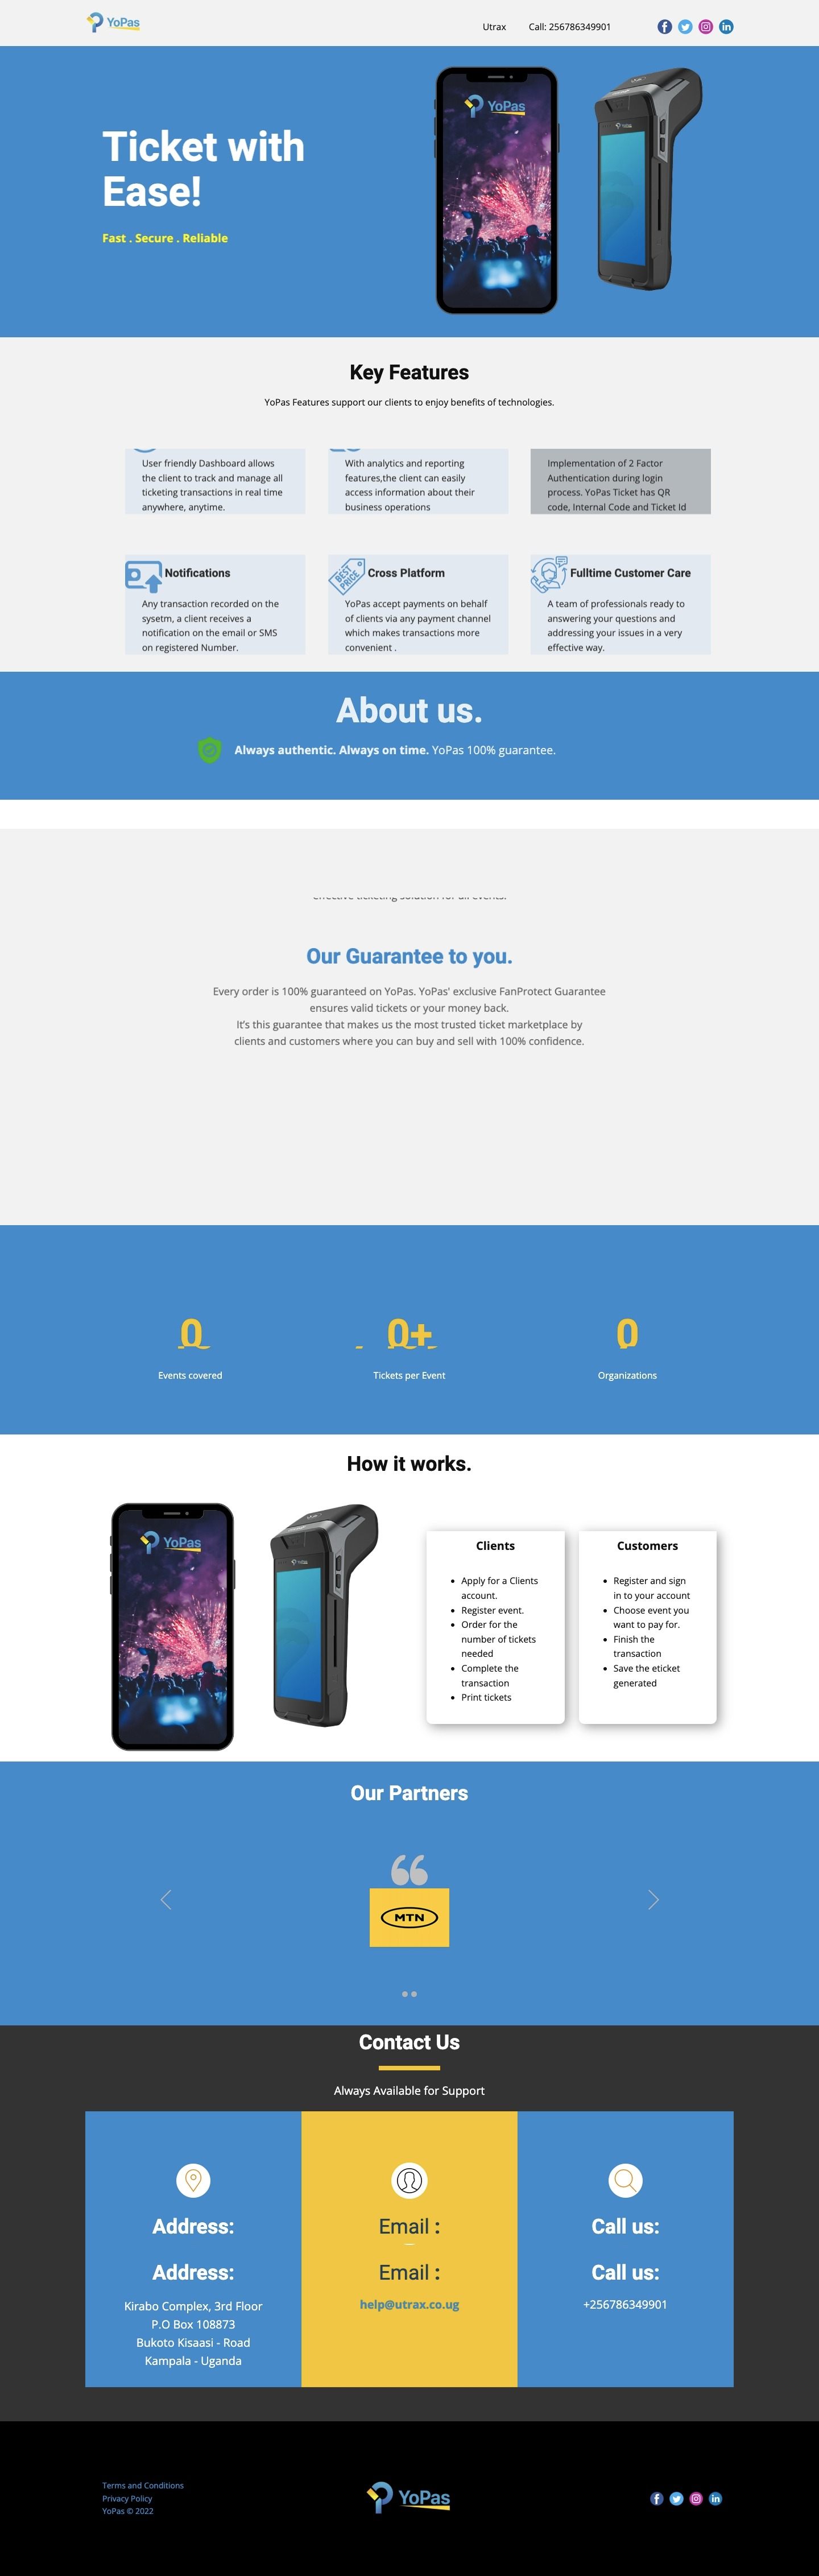 YoPas
Utrax
Call: 256786349901
YoPas
Ticket with
Ease!
Fast . Secure . Reliable
Key Features
YoPas Features support our clients to enjoy benefits of technologies.
User friendly Dashboard allows
the client to track and manage all
ticketing transactions in real time
anywhere, anytime.
With analytics and reporting
features,the client can easily
access information about their
business operations
Implementation of 2 Factor
Authentication during login
process. YoPas Ticket has QR
code, Internal Code and Ticket Id
Notifications
Any transaction recorded on the
sysetm, a client receives a
notification on the email or SMS
on registered Number.
BEST
PRICE
Cross Platform
YoPas accept payments on behalf
of clients via any payment channel
which makes transactions more
convenient .
Fulltime Customer Care
A team of professionals ready to
answering your questions and
addressing your issues in a very
effective way.
About us.
Always authentic. Always on time. YoPas 100% guarantee.
effective ticketing solution for all events.
Our Guarantee to you.
Every order is 100% guaranteed on YoPas. YoPas' exclusive FanProtect Guarantee
ensures valid tickets or your money back.
It's this guarantee that makes us the most trusted ticket marketplace by
clients and customers where you can buy and sell with 100% confidence.
0
Events covered
0+
Tickets per Event
0
Organizations
How it works.
YoPas
Clients
Apply for a Clients
account.
Register event.
Order for the
number of tickets
needed
Complete the
transaction
Print tickets
Customers
Register and sign
in to your account
Choose event you
want to pay for.
Finish the
transaction
Save the eticket
generated
Our Partners
MTN
Contact Us
Always Available for Support
Address:
Address:
Kirabo Complex, 3rd Floor
P.O Box 108873
Bukoto Kisaasi - Road
Kampala - Uganda
Email :
Email :
help@utrax.co.ug
Call us:
Call us:
+256786349901
Terms and Conditions
Privacy Policy
YoPas © 2022
YoPas